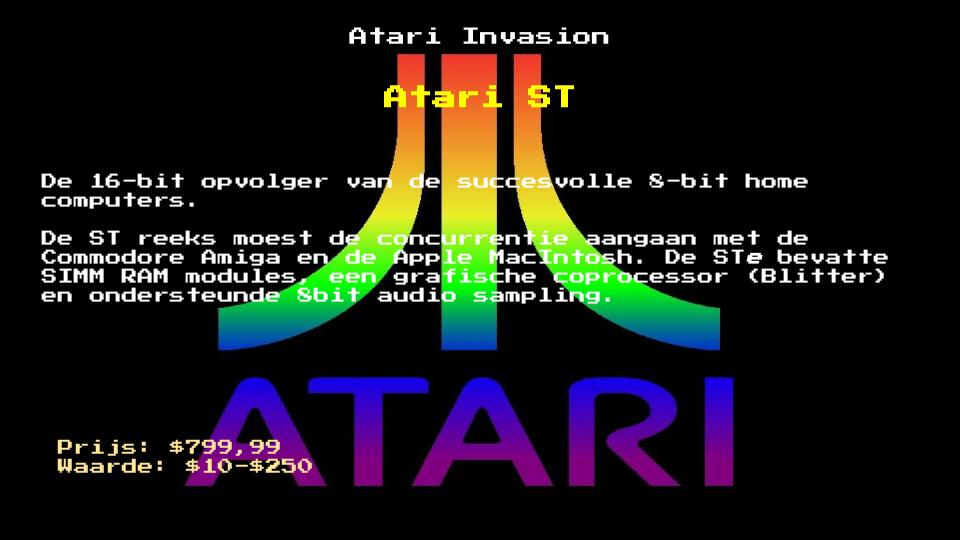 Atari Invasion
Atari ST
De 16-bit opvolger van de succesvolle 8-bit home
computers.
De ST reeks moest de concurrentie aangaan met de
Commodore Amiga en de Apple MacIntosh. De STe bevatte
SIMM RAM modules, een grafische coprocessor (Blitter)
en ondersteunde 8bit audio sampling.
ATARI
Prijs: $799,99
Waarde: $10-$250